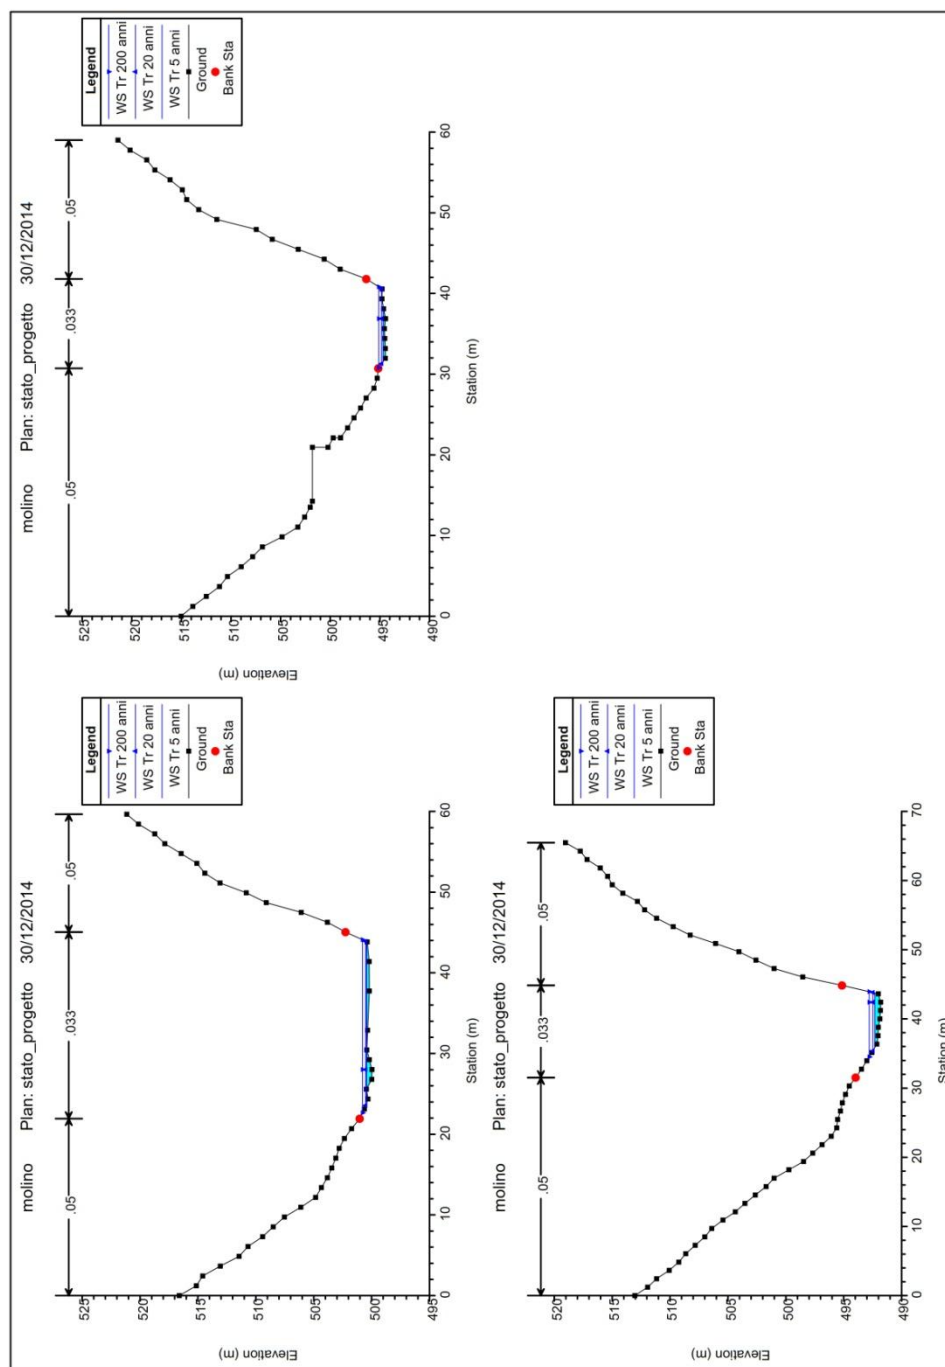 molino Plan: stato_progetto 30/12/2014
.05
.033
.05
Legend
WS Tr 200 anni
WS Tr 20 anni
WS Tr 5 anni
Ground
Bank Sta
525
520
515
510
505
500
495
Elevation (m)
0 10 20 30 40 50 60
Station (m)
molino Plan: stato_progetto 30/12/2014
.05
.033
.05
Legend
WS Tr 200 anni
WS Tr 20 anni
WS Tr 5 anni
Ground
Bank Sta
525
520
515
510
505
500
495
490
Elevation (m)
0 10 20 30 40 50 60
Station (m)
molino Plan: stato_progetto 30/12/2014
.05
.033
.05
Legend
WS Tr 200 anni
WS Tr 20 anni
WS Tr 5 anni
Ground
Bank Sta
520
515
510
505
500
495
490
Elevation (m)
0 10 20 30 40 50 60 70
Station (m)